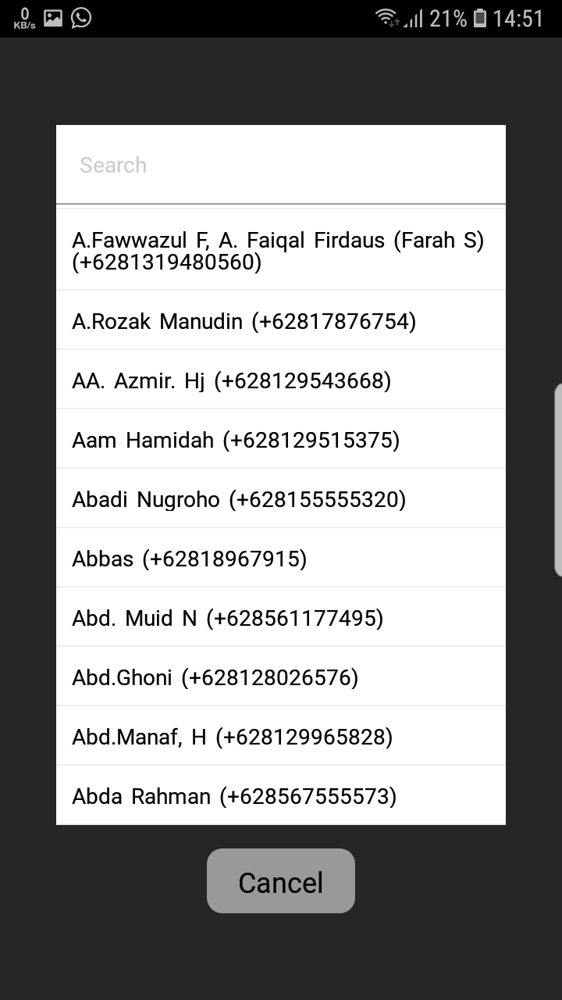 0
KB/s
21% 14:51
Search
A.Fawwazul F, A. Faiqal Firdaus (Farah S)
(+6281319480560)
A.Rozak Manudin (+62817876754)
AA. Azmir. Hj (+628129543668)
Aam Hamidah (+628129515375)
Abadi Nugroho (+628155555320)
Abbas (+62818967915)
Abd. Muid N (+628561177495)
Abd.Ghoni (+628128026576)
Abd.Manaf, H (+628129965828)
Abda Rahman (+628567555573)
Cancel